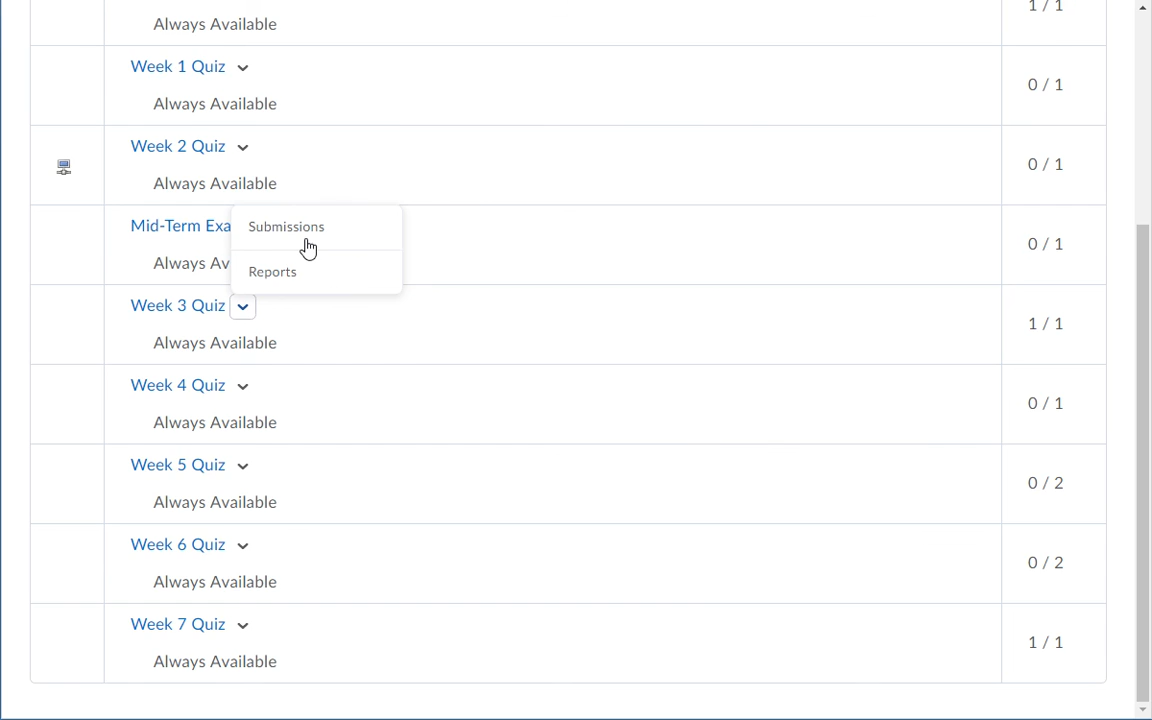 1 / 1
Always Available
Week 1 Quiz
0 / 1
Always Available
Week 2 Quiz
0 / 1
Always Available
Mid-Term Exa
Submissions
0 / 1
Always Av
Reports
Week 3 Quiz
1 / 1
Always Available
Week 4 Quiz
0 / 1
Always Available
Week 5 Quiz
0 / 2
Always Available
Week 6 Quiz
0 / 2
Always Available
Week 7 Quiz
1 / 1
Always Available